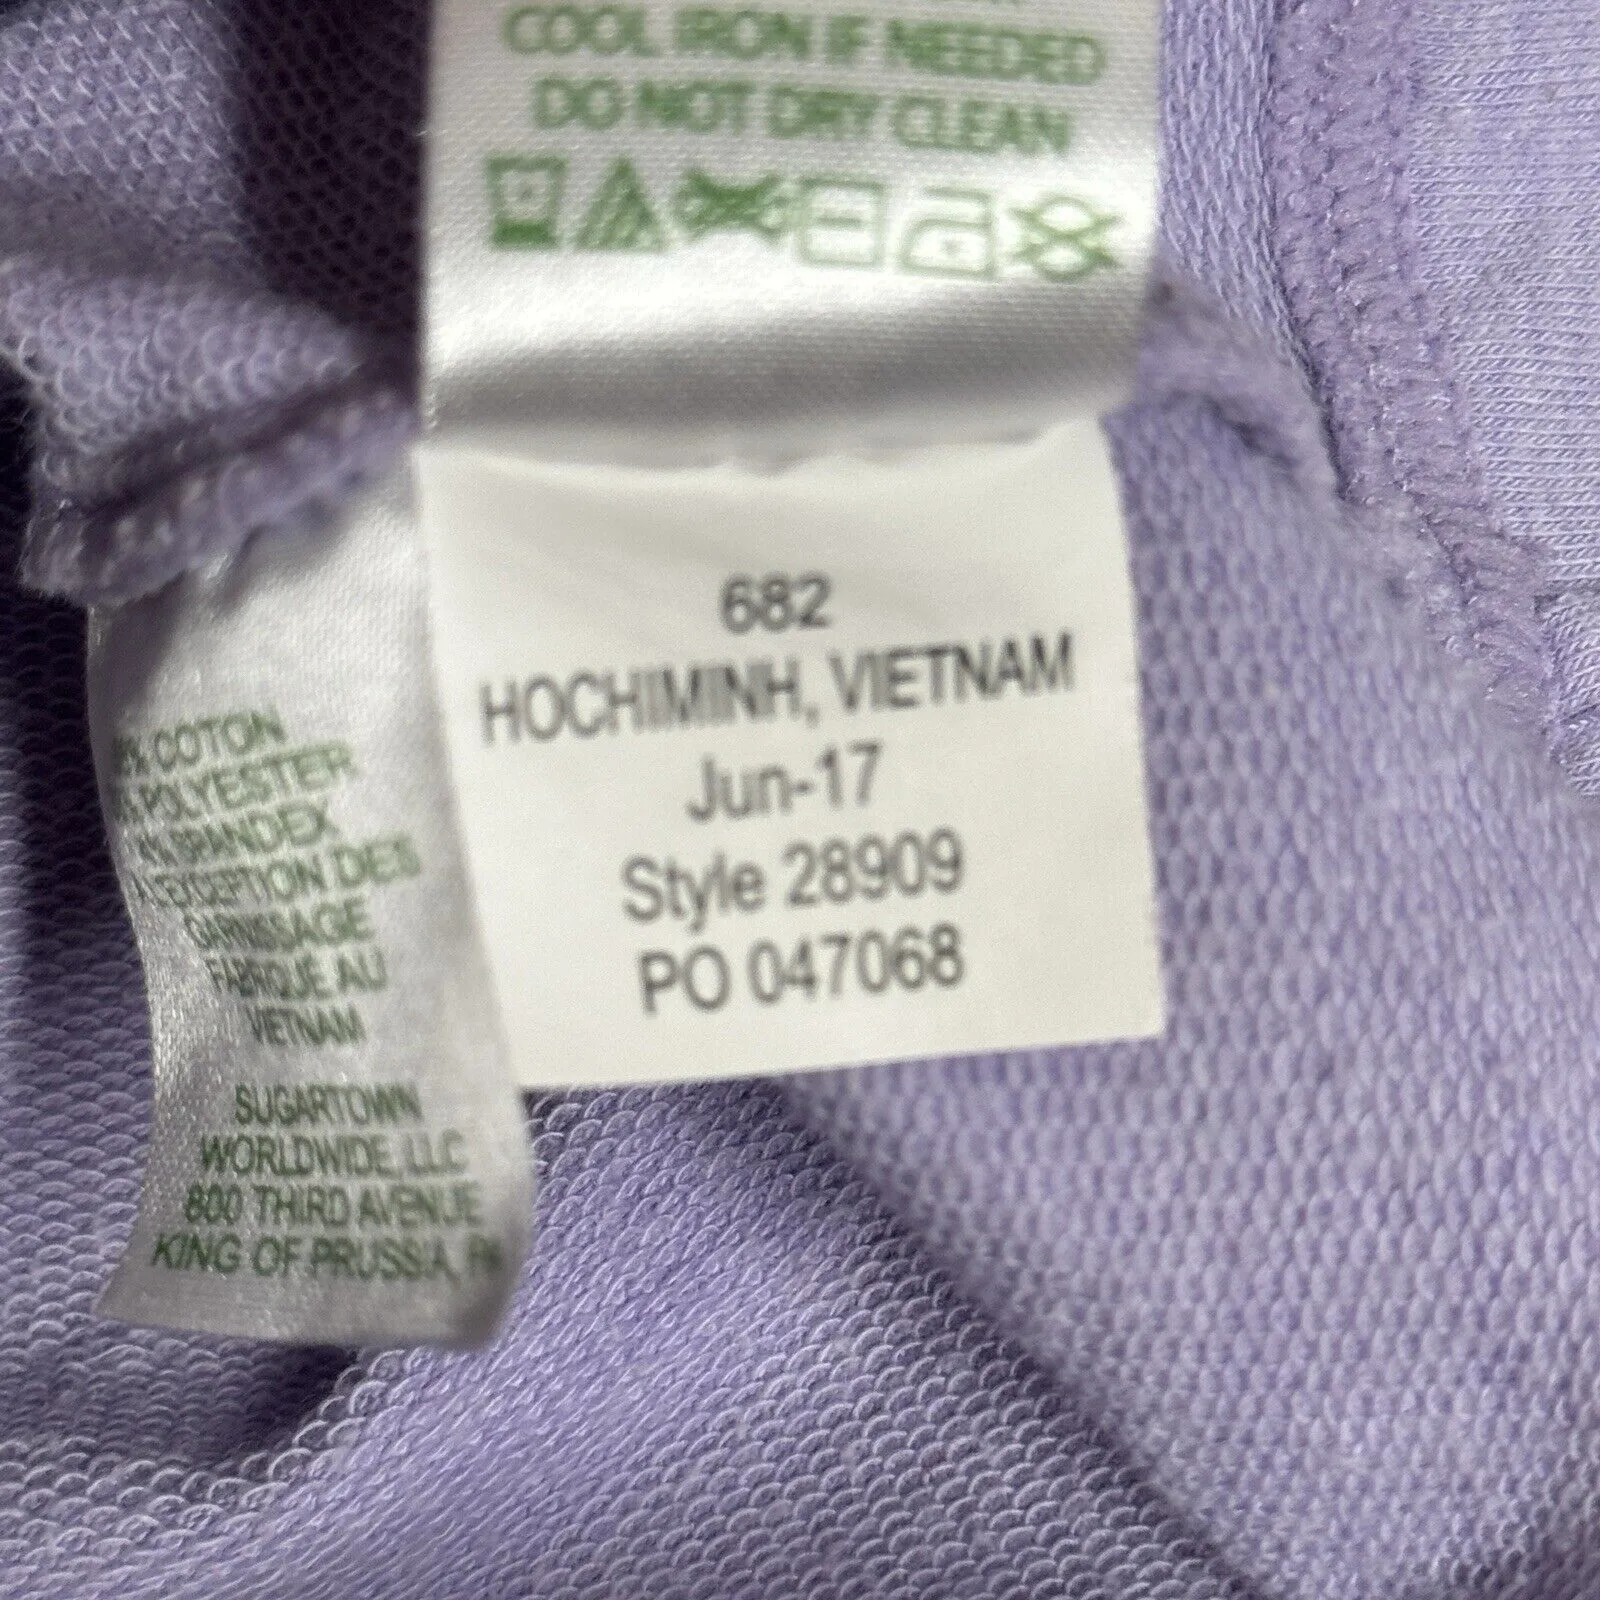 COOL IRON IF NEEDED
DO NOT DRY CLEAN
682
HOCHIMINH, VIETNAM
Jun-17
Style 28909
PO 047068
% COTON
% POLYESTER
% SPANDEX
L'EXCEPTION DES
GARNISSAGE
FABRIQUE AU
VIETNAM
SUGARTOWN
WORLDWIDE, LLC
800 THIRD AVENUE
KING OF PRUSSIA,